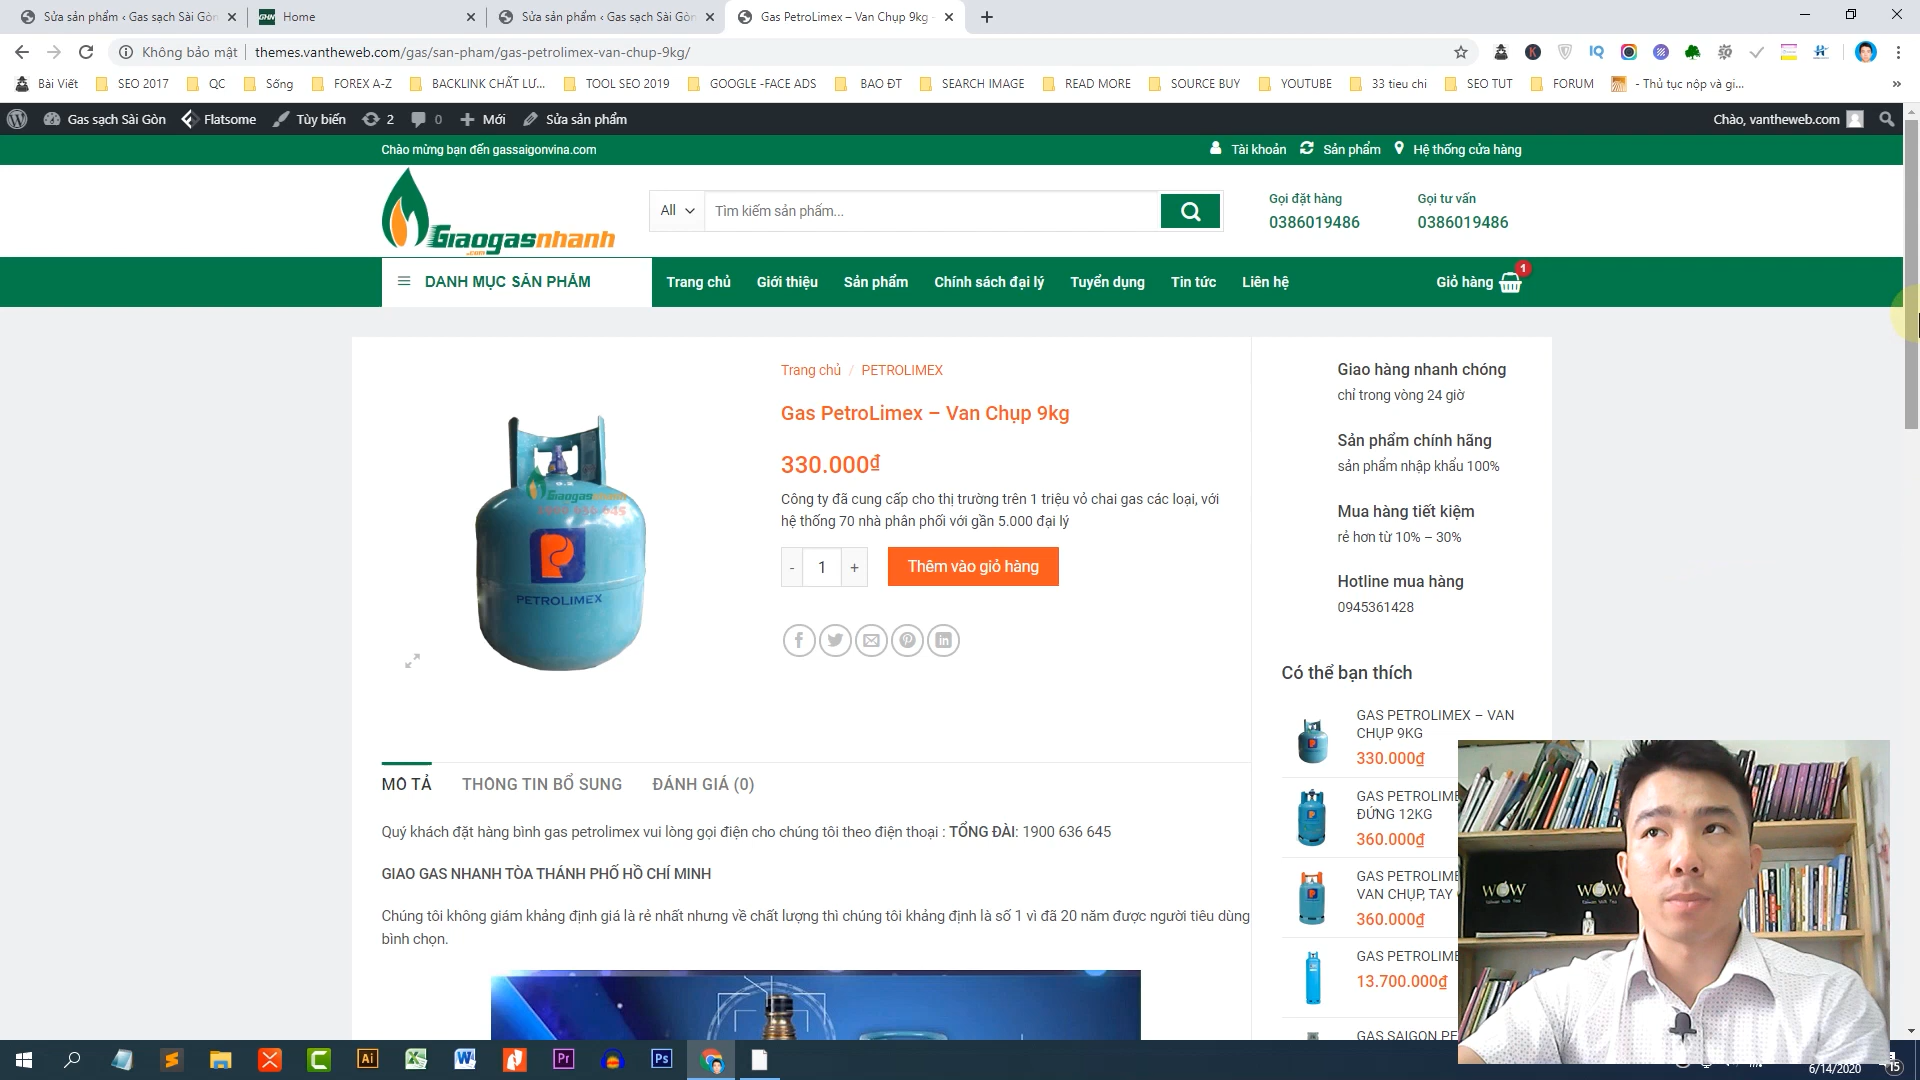 Sửa sản phẩm ‹ Gas sạch Sài Gòn
Home
Sửa sản phẩm ‹ Gas sạch Sài Gòn
Gas PetroLimex – Van Chụp 9kg
Không bảo mật
themes.vantheweb.com/gas/san-pham/gas-petrolimex-van-chup-9kg/
Bài Viết
SEO 2017
QC
Sống
FOREX A-Z
BACKLINK CHẤT LƯ...
TOOL SEO 2019
GOOGLE -FACE ADS
BAO ĐT
SEARCH IMAGE
READ MORE
SOURCE BUY
YOUTUBE
33 tieu chi
SEO TUT
FORUM
- Thủ tục nộp và gi...
Gas sạch Sài Gòn
Flatsome
Tùy biến
2
0
Mới
Sửa sản phẩm
Chào, vantheweb.com
Chào mừng bạn đến gassaigonvina.com
Tài khoản
Sản phẩm
Hệ thống cửa hàng
Giaogasnhanh
.com
All
Tìm kiếm sản phẩm...
Gọi đặt hàng
0386019486
Gọi tư vấn
0386019486
DANH MỤC SẢN PHẨM
Trang chủ
Giới thiệu
Sản phẩm
Chính sách đại lý
Tuyển dụng
Tin tức
Liên hệ
Giỏ hàng
1
Trang chủ / PETROLIMEX
Gas PetroLimex – Van Chụp 9kg
330.000₫
Công ty đã cung cấp cho thị trường trên 1 triệu vỏ chai gas các loại, với
hệ thống 70 nhà phân phối với gần 5.000 đại lý
- 1 +
Thêm vào giỏ hàng
Giaogasnhanh
1900 636 645
PETROLIMEX
Giao hàng nhanh chóng
chỉ trong vòng 24 giờ
Sản phẩm chính hãng
sản phẩm nhập khẩu 100%
Mua hàng tiết kiệm
rẻ hơn từ 10% – 30%
Hotline mua hàng
0945361428
Có thể bạn thích
GAS PETROLIMEX – VAN
CHỤP 9KG
330.000₫
GAS PETROLIME
ĐỨNG 12KG
360.000₫
GAS PETROLIME
VAN CHỤP, TAY
360.000₫
GAS PETROLIME
13.700.000₫
GAS SAIGON PE
MÔ TẢ
THÔNG TIN BỔ SUNG
ĐÁNH GIÁ (0)
Quý khách đặt hàng bình gas petrolimex vui lòng gọi điện cho chúng tôi theo điện thoại : TỔNG ĐÀI: 1900 636 645
GIAO GAS NHANH TÒA THÁNH PHỐ HỒ CHÍ MINH
Chúng tôi không giám khảng định giá là rẻ nhất nhưng về chất lượng thì chúng tôi khảng định là số 1 vì đã 20 năm được người tiêu dùng
bình chọn.
WOW
WOW
6/14/2020
15